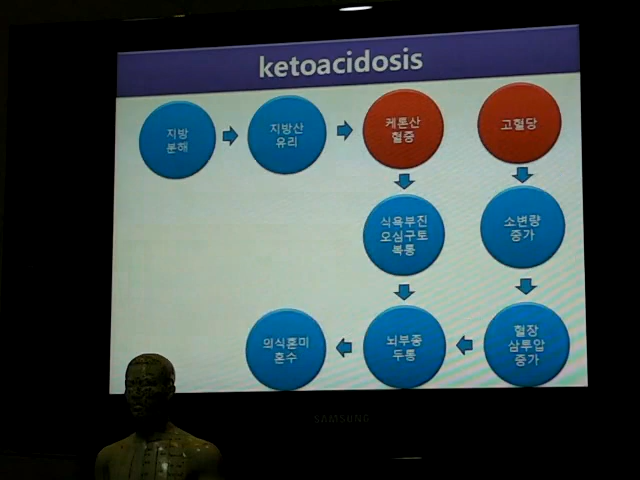 ketoacidosis
지방
분해
지방산
유리
케톤산
혈증
고혈당
식욕부진
오심구토
복통
소변량
증가
의식혼미
혼수
뇌부종
두통
혈장
삼투압
증가
SAMSUNG